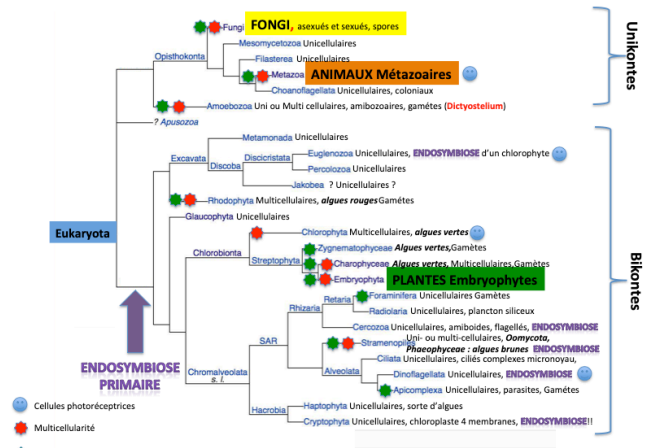 Fungi FONGI, asexués et sexués, spores
Mesomycetozoa Unicellulaires
Opisthokonta
Filasterea Unicellulaires
Metazoa ANIMAUX Métazoaires
Choanoflagellata Unicellulaires, coloniaux
Amoebozoa Uni ou Multi cellulaires, amibozoaires, gamétes (Dictyostelium)
Unikontes
? Apusozoa
Metamonada Unicellulaires
Excavata
Discicristata
Euglenozoa Unicellulaires, ENDOSYMBIOSE d'un chlorophyte
Discoba
Percolozoa Unicellulaires
Jakobea ? Unicellulaires ?
Rhodophyta Multicellulaires, algues rouges Gamétes
Glaucophyta Unicellulaires
Eukaryota
Chlorophyta Multicellulaires, algues vertes
Chlorobionta
Zygnematophyceae Algues vertes, Gamètes
Streptophyta
Charophyceae Algues vertes, Multicellulaires, Gamètes
Embryophyta PLANTES Embryophytes
Bikontes
Retaria
Foraminifera Unicellulaires Gamètes
Rhizaria
Radiolaria Unicellulaires, plancton siliceux
Cercozoa Unicellulaires, amiboides, flagellés, ENDOSYMBIOSE
SAR
Uni- ou multi-cellulaires, Oomycota,
Stramenopiles Phaeophyceae : algues brunes ENDOSYMBIOSE
Ciliata Unicellulaires, ciliés complexes micronoyau,
Alveolata
Dinoflagellata Unicellulaires, ENDOSYMBIOSE
Apicomplexa Unicellulaires, parasites, Gamétes
ENDOSYMBIOSE
PRIMAIRE
Chromalveolata
s. l.
Haptophyta Unicellulaires, sorte d'algues
Hacrobia
Cryptophyta Unicellulaires, chloroplaste 4 membranes, ENDOSYMBIOSE!!
Cellules photoréceptrices
Multicellularité